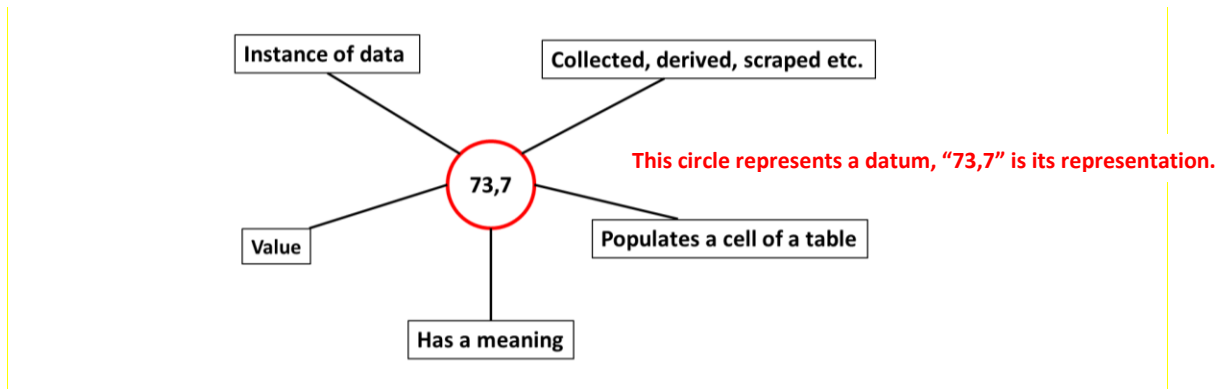 Instance of data
Collected, derived, scraped etc.
This circle represents a datum, “73,7” is its representation.
73,7
Populates a cell of a table
Value
Has a meaning